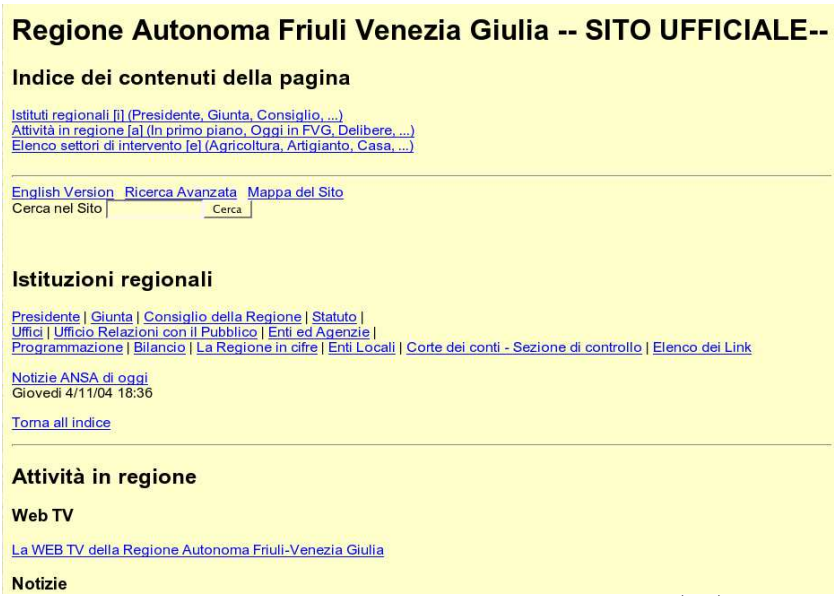 Regione Autonoma Friuli Venezia Giulia -- SITO UFFICIALE--
Indice dei contenuti della pagina
Istituti regionali [i] (Presidente, Giunta, Consiglio, ...)
Attività in regione [a] (In primo piano, Oggi in FVG, Delibere, ...)
Elenco settori di intervento [e] (Agricoltura, Artigianto, Casa, ...)
English Version Ricerca Avanzata Mappa del Sito
Cerca nel Sito Cerca
Istituzioni regionali
Presidente | Giunta | Consiglio della Regione | Statuto |
Uffici | Ufficio Relazioni con il Pubblico | Enti ed Agenzie |
Programmazione | Bilancio | La Regione in cifre | Enti Locali | Corte dei conti - Sezione di controllo | Elenco dei Link
Notizie ANSA di oggi
Giovedi 4/11/04 18:36
Torna all indice
Attività in regione
Web TV
La WEB TV della Regione Autonoma Friuli-Venezia Giulia
Notizie